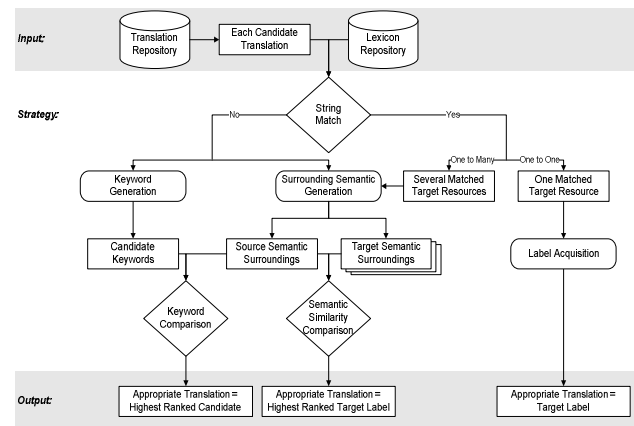 Input:
Translation
Repository
Each Candidate
Translation
Lexicon
Repository
Strategy:
String
Match
No
Yes
One to Many
One to One
Keyword
Generation
Surrounding Semantic
Generation
Several Matched
Target Resources
One Matched
Target Resource
Candidate
Keywords
Source Semantic
Surroundings
Target Semantic
Surroundings
Label Acquisition
Keyword
Comparison
Semantic
Similarity
Comparison
Output:
Appropriate Translation =
Highest Ranked Candidate
Appropriate Translation =
Highest Ranked Target Label
Appropriate Translation =
Target Label